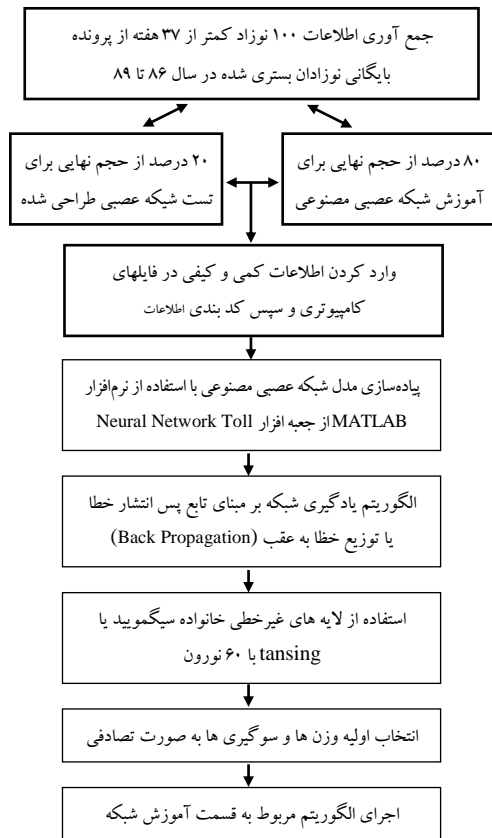 جمع آوری اطلاعات ۱۰۰ نوزاد کمتر از ۳۷ هفته از پرونده
بایگانی نوزادان بستری شده در سال ۸۶ تا ۸۹
۸۰ درصد از حجم نهایی برای
آموزش شبکه عصبی مصنوعی
۲۰ درصد از حجم نهایی برای
تست شیکه عصبی طراحی شده
وارد کردن اطلاعات کمی و کیفی در فایلهای
کامپیوتری و سپس کد بندی اطلاعات
پیاده‌سازی مدل شبکه عصبی مصنوعی با استفاده از نرم‌افزار
MATLAB از جعبه افزار Neural Network Toll
الگوریتم یادگیری شبکه بر مبنای تابع پس انتشار خطا
یا توزیع خظا به عقب (Back Propagation)
استفاده از لایه های غیرخطی خانواده سیگمویید یا
tansing با ۶۰ نورون
انتخاب اولیه وزن ها و سوگیری ها به صورت تصادفی
اجرای الگوریتم مربوط به قسمت آموزش شبکه